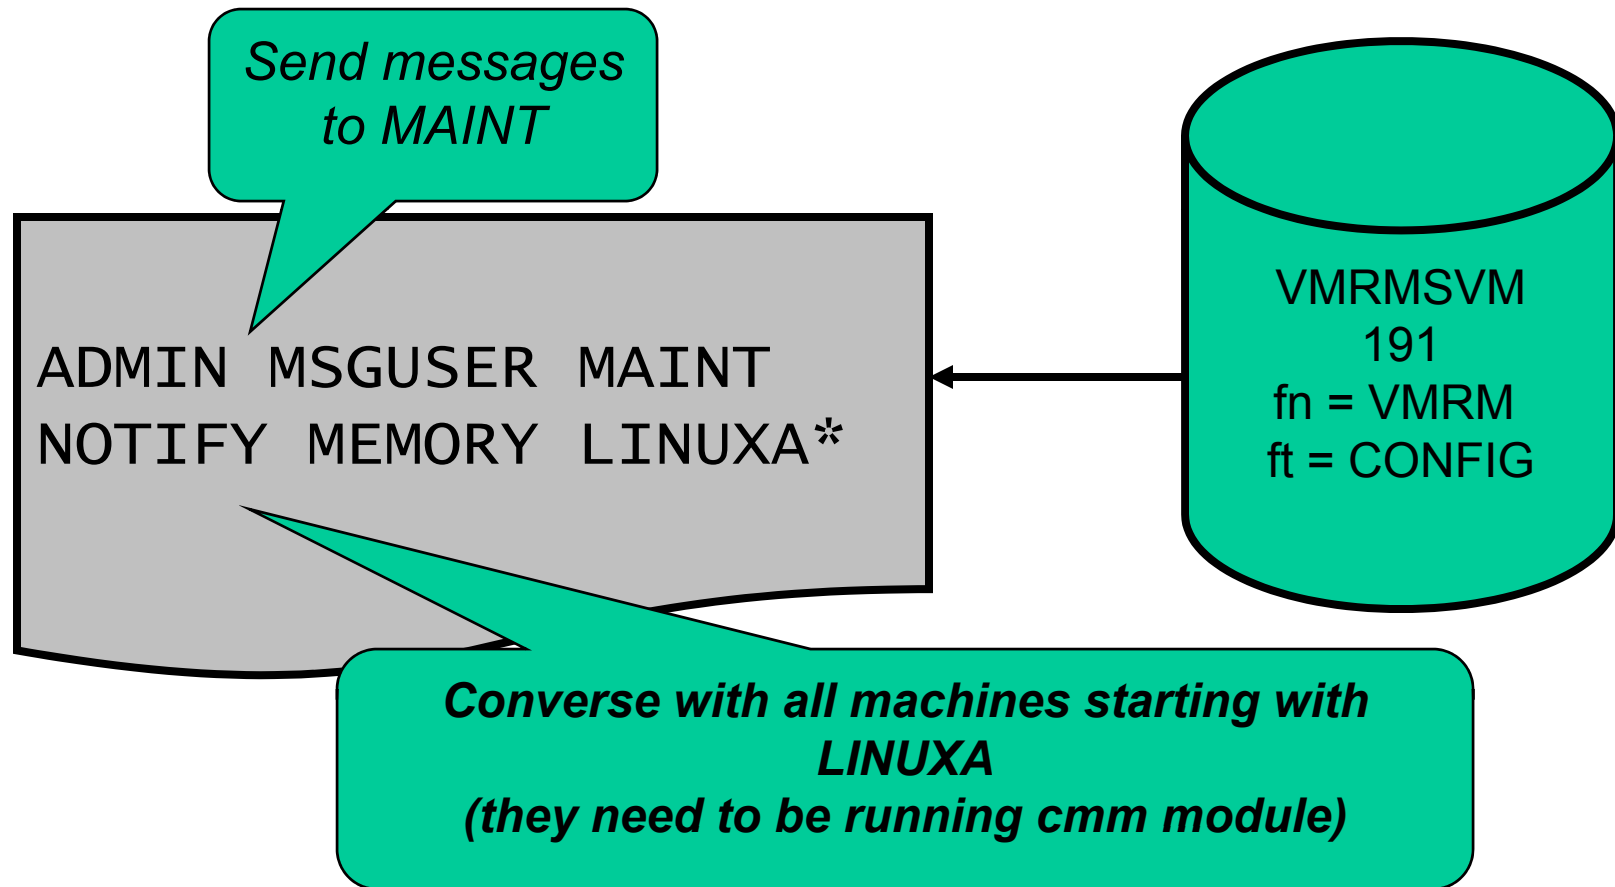 Send messages
to MAINT
ADMIN MSGUSER MAINT
NOTIFY MEMORY LINUXA*
VMRMSVM
191
fn = VMRM
ft = CONFIG
Converse with all machines starting with
LINUXA
(they need to be running cmm module)